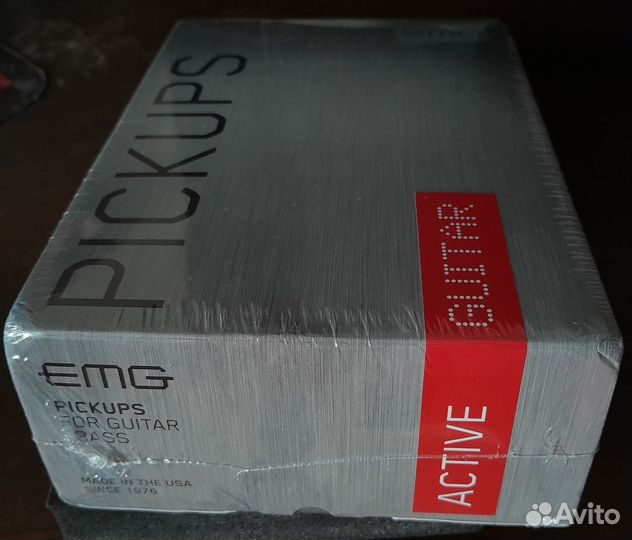 PICKUPS
GUITAR
ACTIVE
EMG
PICKUPS
FOR GUITAR
BASS
MADE IN THE USA
SINCE 1976
Avito